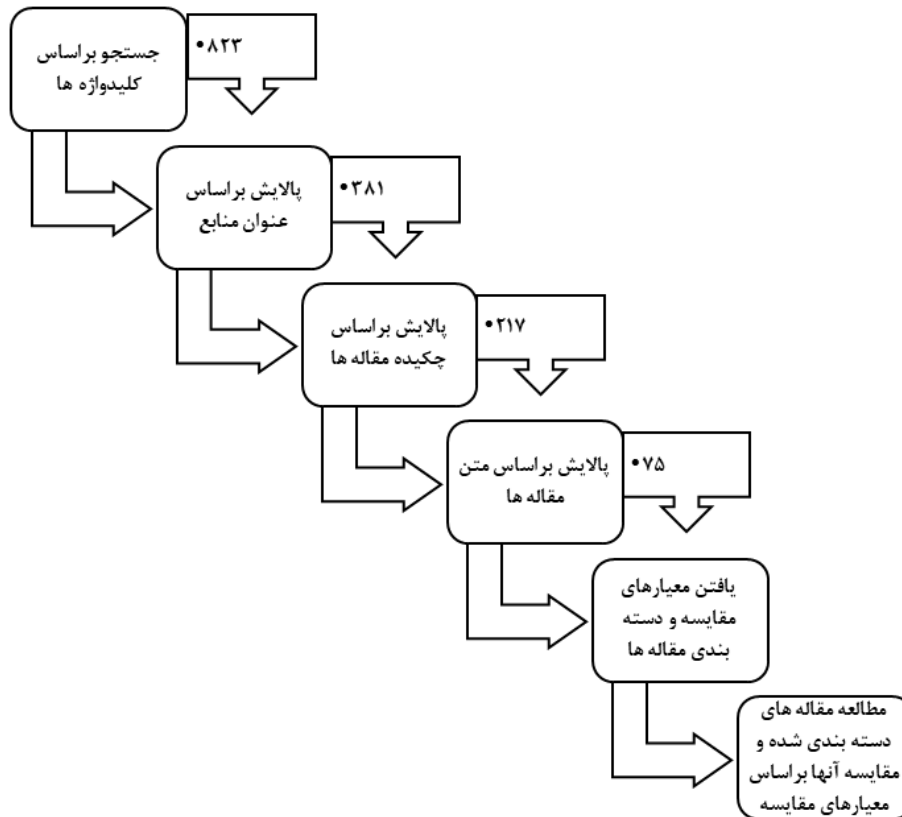 جستجو براساس
کلیدواژه ها
•۸۲۳
پالایش براساس
عنوان منابع
•۳۸۱
پالایش براساس
چکیده مقاله ها
•۲۱۷
پالایش براساس متن
مقاله ها
•۷۵
یافتن معیارهای
مقایسه و دسته
بندی مقاله ها
مطالعه مقاله های
دسته بندی شده و
مقایسه آنها براساس
معیارهای مقایسه